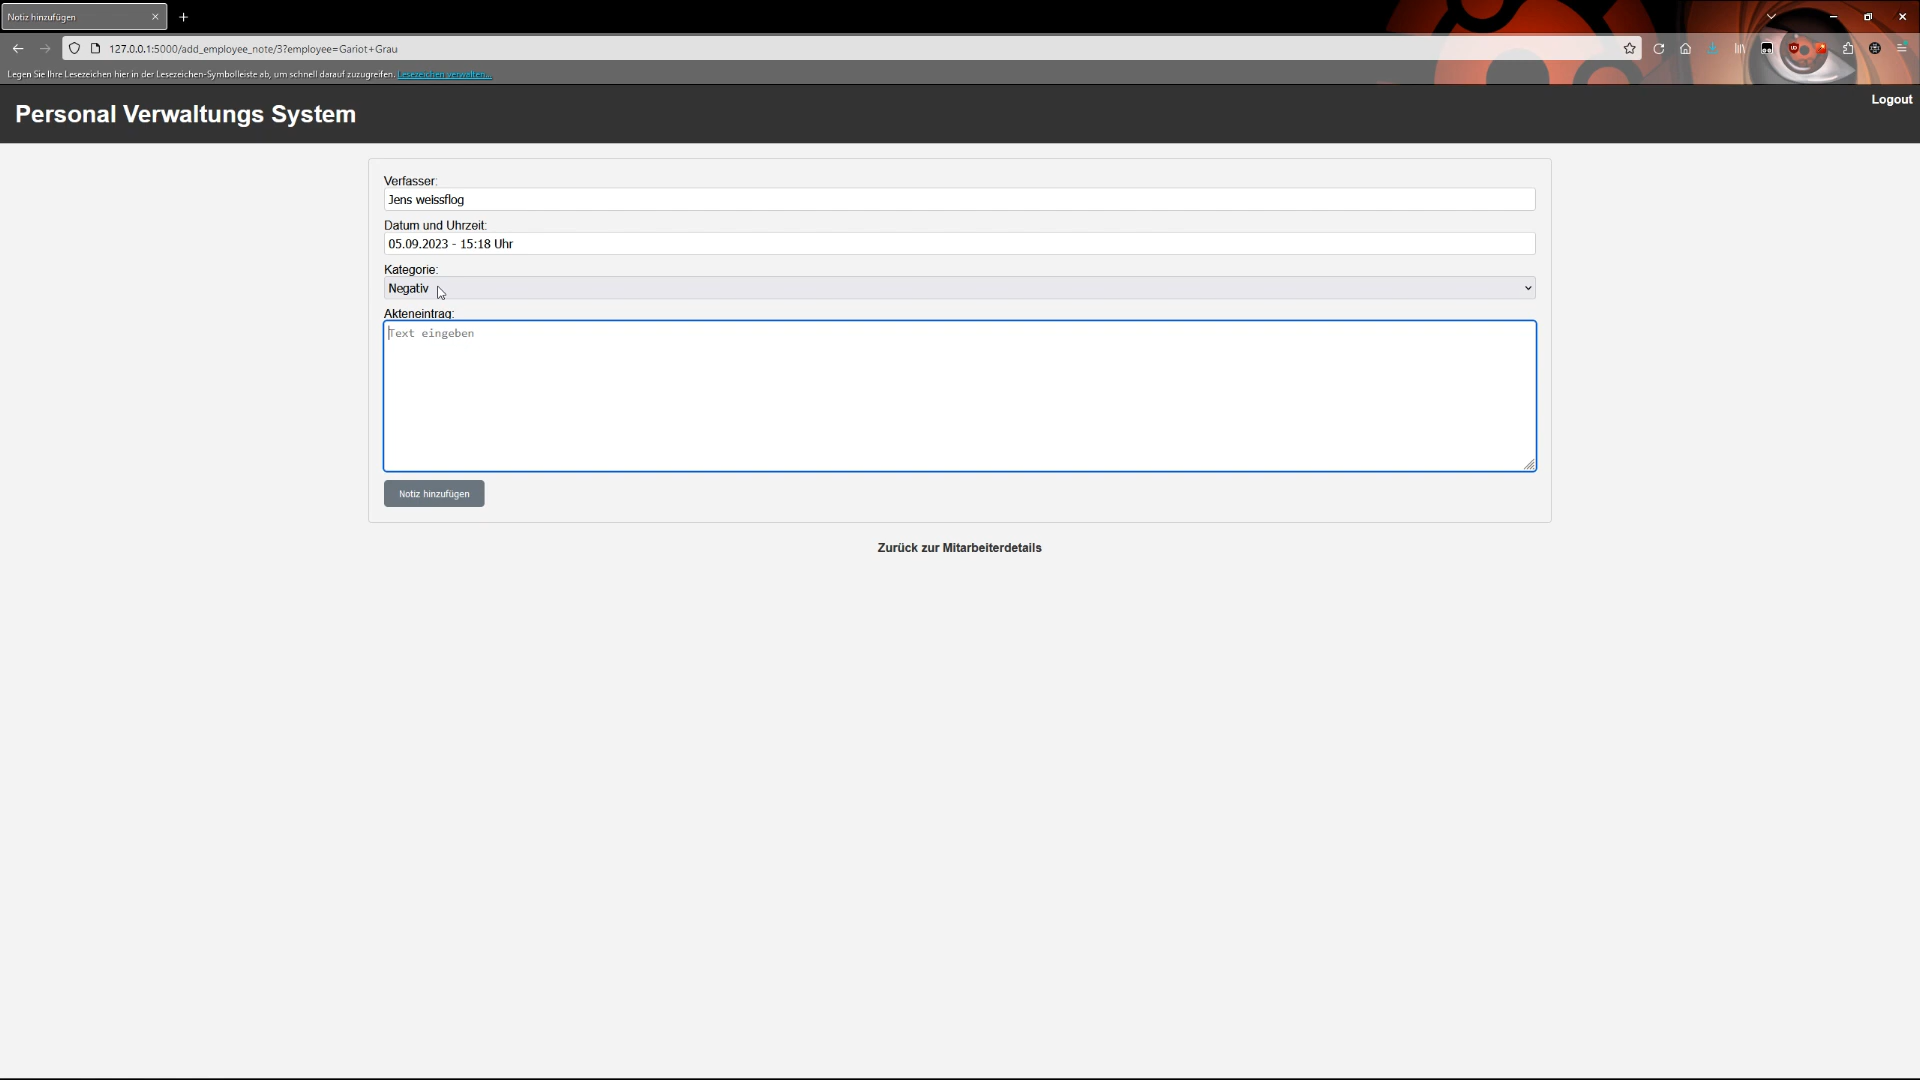 Notiz hinzufügen
127.0.0.1:5000/add_employee_note/3?employee=Gariot+Grau
Legen Sie Ihre Lesezeichen hier in der Lesezeichen-Symbolleiste ab, um schnell darauf zuzugreifen. Lesezeichen verwalten...
Logout
Personal Verwaltungs System
Verfasser:
Jens weissflog
Datum und Uhrzeit:
05.09.2023 - 15:18 Uhr
Kategorie:
Negativ
Akteneintrag:
Text eingeben
Notiz hinzufügen
Zurück zur Mitarbeiterdetails